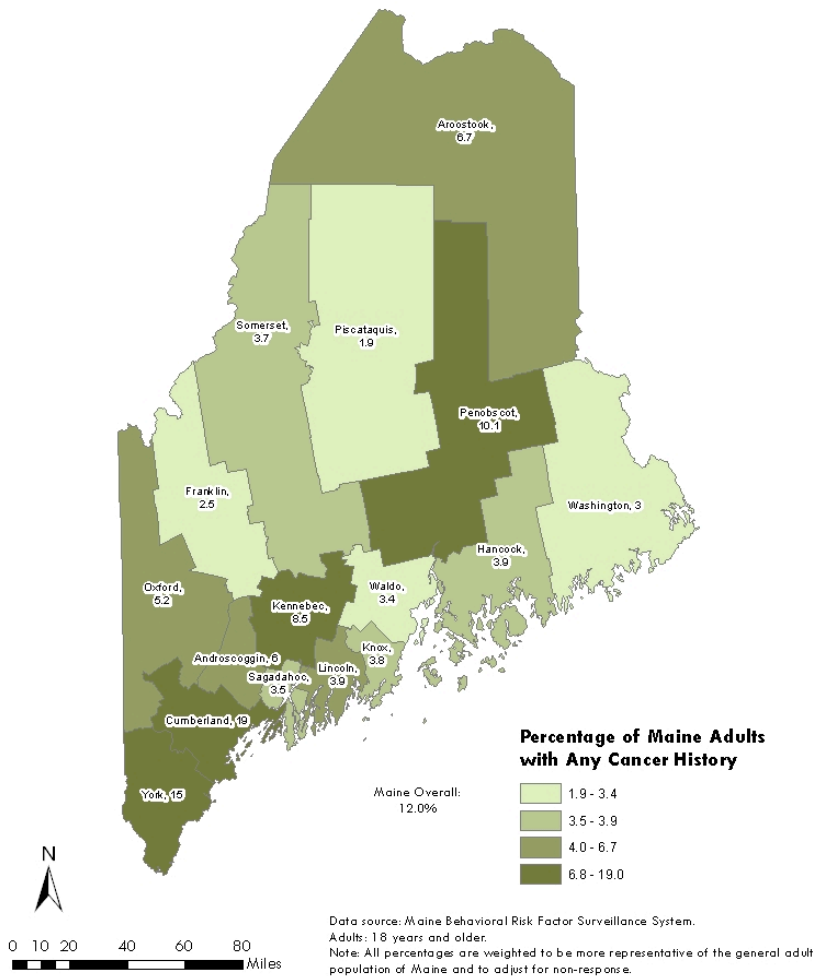 Aroostook,
6.7
Somerset,
3.7
Piscataquis,
1.9
Penobscot,
10.1
Franklin,
2.5
Washington, 3
Hancock,
3.9
Oxford,
5.2
Waldo,
3.4
Kennebec,
8.5
Knox,
3.8
Androscoggin, 6
Lincoln,
3.9
Sagadahoc,
3.5
Cumberland, 19
York, 15
Percentage of Maine Adults
with Any Cancer History
Maine Overall:
12.0%
1.9 - 3.4
3.5 - 3.9
4.0 - 6.7
6.8 - 19.0
N
0 10 20 40 60 80
Miles
Data source: Maine Behavioral Risk Factor Surveillance System.
Adults: 18 years and older.
Note: All percentages are weighted to be more representative of the general adult
population of Maine and to adjust for non-response.